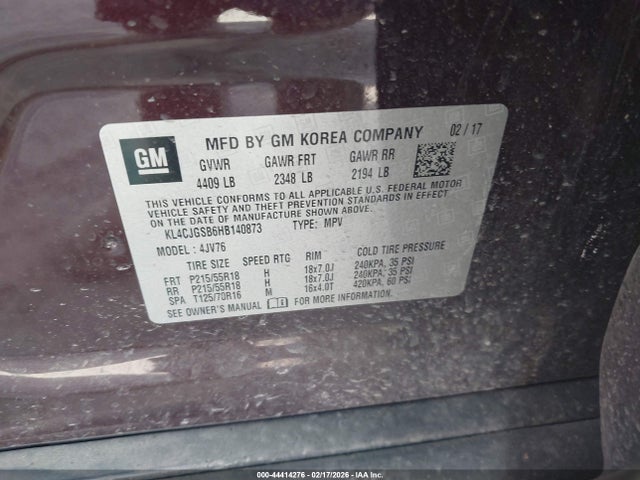 GM
MFD BY GM KOREA COMPANY 02 / 17
GVWR GAWR FRT GAWR RR
4409 LB 2348 LB 2194 LB
THIS VEHICLE CONFORMS TO ALL APPLICABLE U.S. FEDERAL MOTOR
VEHICLE SAFETY, BUMPER, AND THEFT PREVENTION STANDARDS IN EFFECT ON
THE DATE OF MANUFACTURE SHOWN ABOVE.
KL4CJGSB6HB140873 TYPE: MPV
MODEL: 4JV76
TIRE SIZE SPEED RTG RIM COLD TIRE PRESSURE
FRT P215/55R18 H 18x7.0J 240KPA, 35 PSI
RR P215/55R18 H 18x7.0J 240KPA, 35 PSI
SPA T125/70R16 M 16x4.0T 420KPA, 60 PSI
SEE OWNER'S MANUAL FOR MORE INFORMATION.
000-44414276 - 02/17/2026 - IAA Inc.